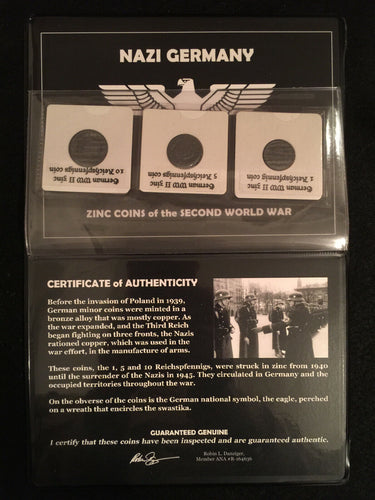 NAZI GERMANY
German WW II zinc
10 Reichspfennigs coin
German WW II zinc
5 Reichspfennigs coin
German WW II zinc
1 Reichspfennigs coin
ZINC COINS of the SECOND WORLD WAR
CERTIFICATE of AUTHENTICITY
Before the invasion of Poland in 1939,
German minor coins were minted in a
bronze alloy that was mostly copper. As
the war expanded, and the Third Reich
began fighting on three fronts, the Nazis
rationed copper, which was used in the
war effort, in the manufacture of arms.
These coins, the 1, 5 and 10 Reichspfennigs, were struck in zinc from 1940
until the surrender of the Nazis in 1945. They circulated in Germany and the
occupied territories throughout the war.
On the obverse of the coins is the German national symbol, the eagle, perched
on a wreath that encircles the swastika.
GUARANTEED GENUINE
I certify that these coins have been inspected and are guaranteed authentic.
Robin L. Danziger,
Member ANA #R-164636